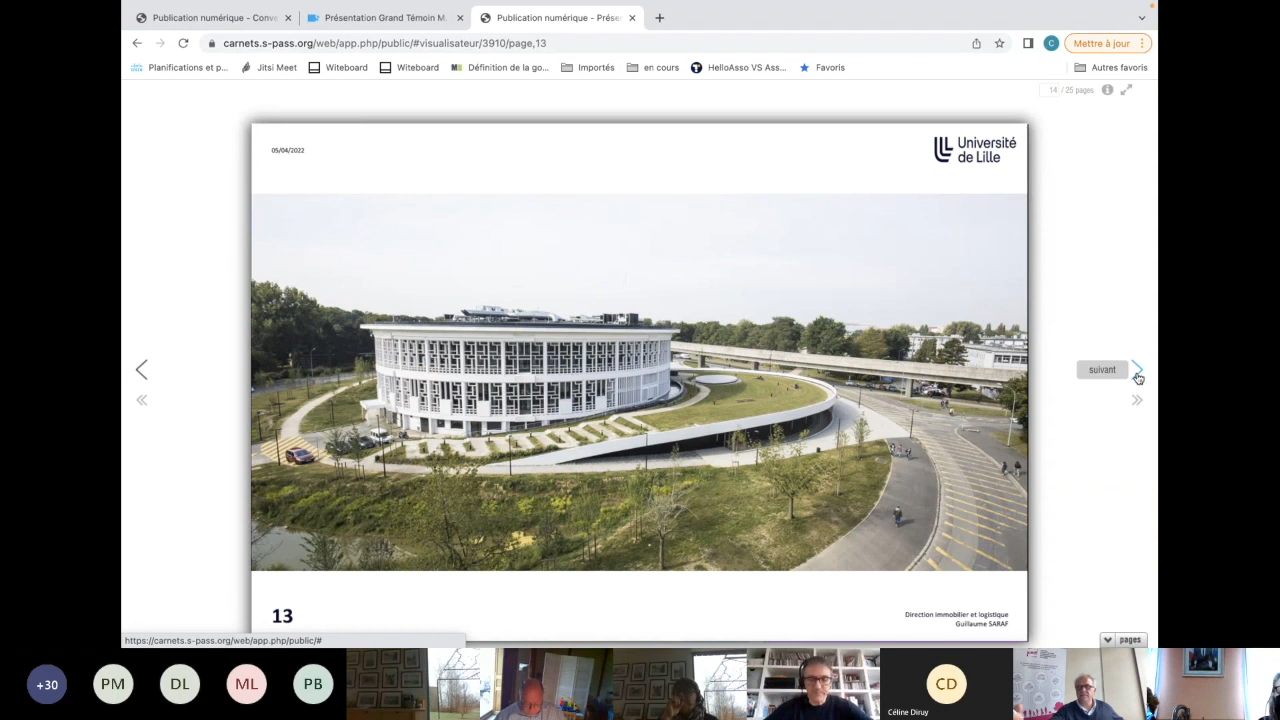 Publication numérique - Conve
Présentation Grand Témoin M.
Publication numérique - Prése
carnets.s-pass.org/web/app.php/public/#visualisateur/3910/page,13
C
Mettre à jour
Planifications et p...
Jitsi Meet
Witeboard
Witeboard
Définition de la go...
Importés
en cours
HelloAsso VS Ass...
Favoris
Autres favoris
14 / 25 pages
05/04/2022
Université
de Lille
suivant
13
Direction immobilier et logistique
Guillaume SARAF
https://carnets.s-pass.org/web/app.php/public/#
pages
+30
PM
DL
ML
PB
CD
Céline Diruy